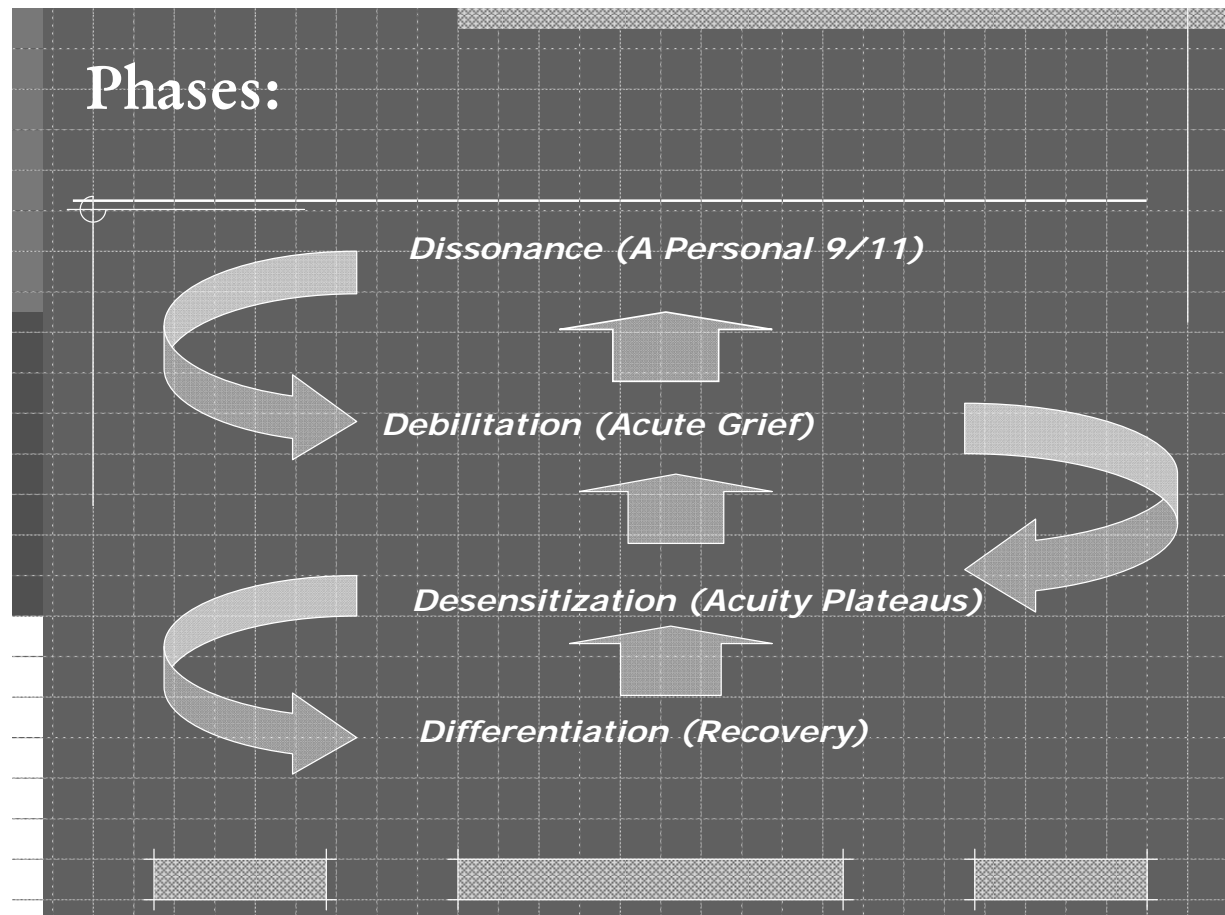 Phases:
Dissonance (A Personal 9/11)
Debilitation (Acute Grief)
Desensitization (Acuity Plateaus)
Differentiation (Recovery)